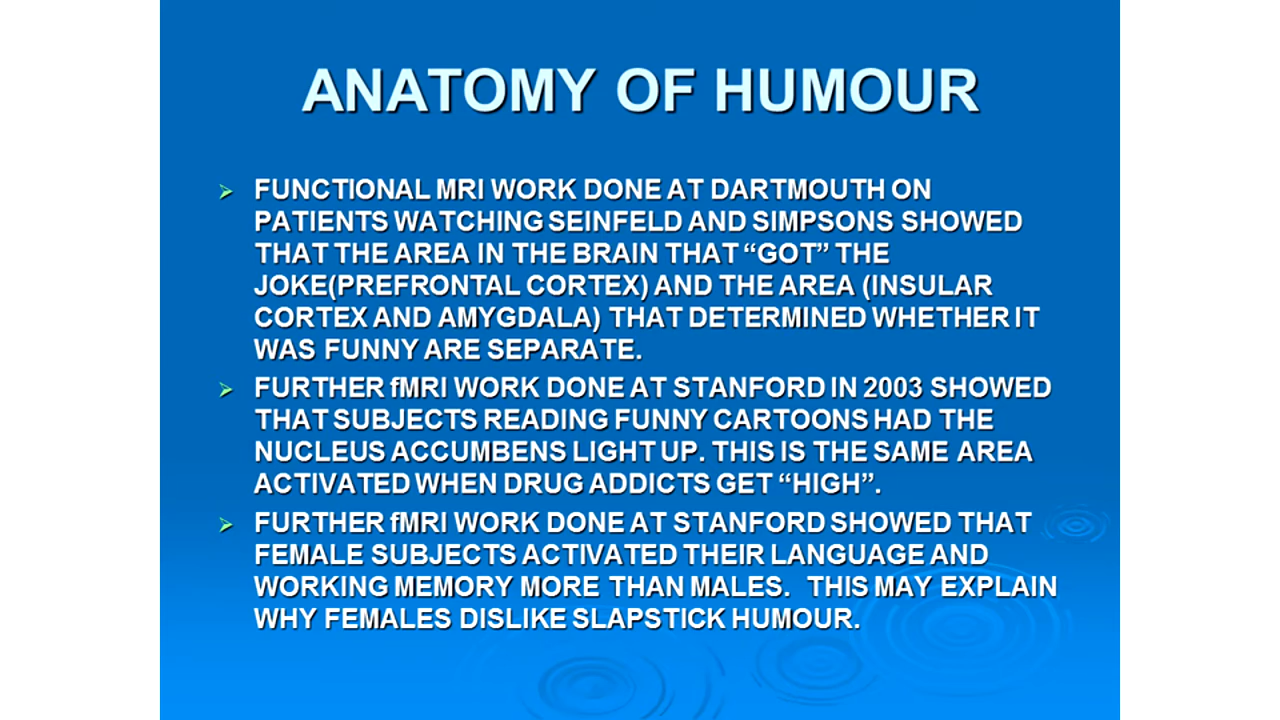 ANATOMY OF HUMOUR
FUNCTIONAL MRI WORK DONE AT DARTMOUTH ON
PATIENTS WATCHING SEINFELD AND SIMPSONS SHOWED
THAT THE AREA IN THE BRAIN THAT “GOT” THE
JOKE(PREFRONTAL CORTEX) AND THE AREA (INSULAR
CORTEX AND AMYGDALA) THAT DETERMINED WHETHER IT
WAS FUNNY ARE SEPARATE.
FURTHER fMRI WORK DONE AT STANFORD IN 2003 SHOWED
THAT SUBJECTS READING FUNNY CARTOONS HAD THE
NUCLEUS ACCUMBENS LIGHT UP. THIS IS THE SAME AREA
ACTIVATED WHEN DRUG ADDICTS GET “HIGH”.
FURTHER fMRI WORK DONE AT STANFORD SHOWED THAT
FEMALE SUBJECTS ACTIVATED THEIR LANGUAGE AND
WORKING MEMORY MORE THAN MALES.  THIS MAY EXPLAIN
WHY FEMALES DISLIKE SLAPSTICK HUMOUR.